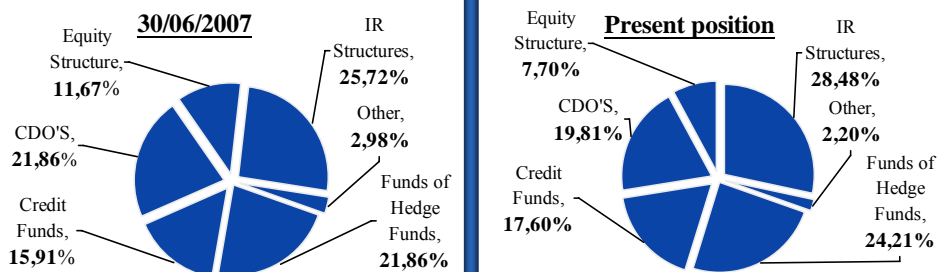 30/06/2007
Equity
Structure,
11,67%
IR
Structures,
25,72%
Other,
2,98%
CDO'S,
21,86%
Funds of
Hedge
Funds,
21,86%
Credit
Funds,
15,91%
Present position
Equity
Structure,
7,70%
IR
Structures,
28,48%
Other,
2,20%
CDO'S,
19,81%
Funds of
Hedge
Funds,
24,21%
Credit
Funds,
17,60%